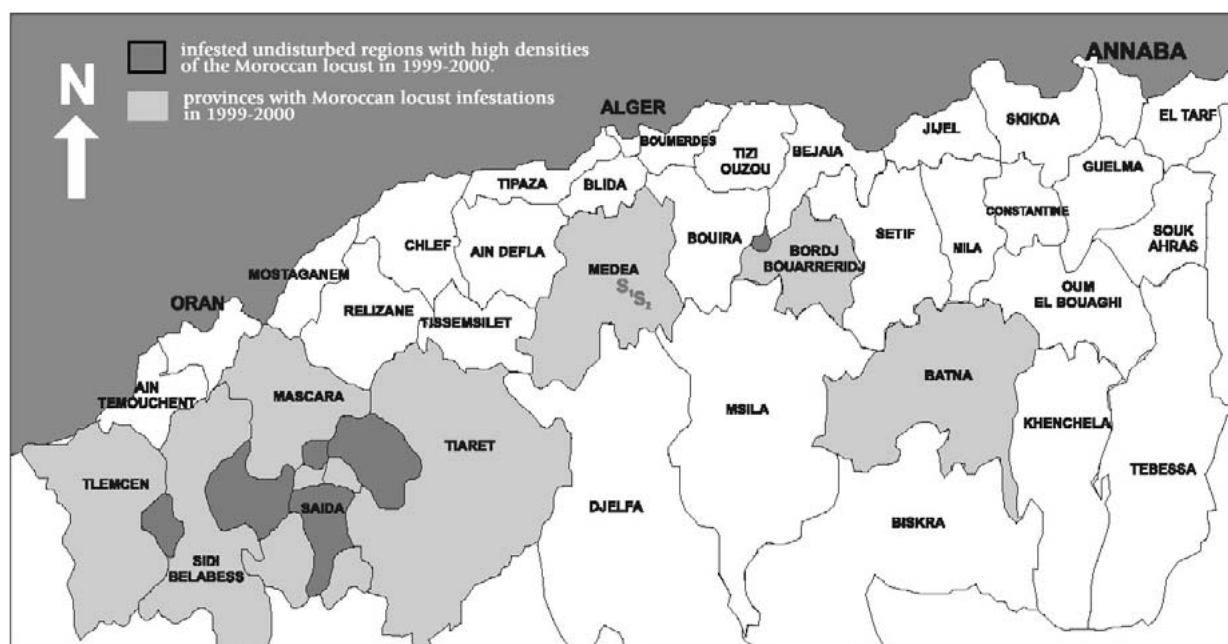 infested undisturbed regions with high densities
of the Moroccan locust in 1999-2000.
provinces with Moroccan locust infestations
in 1999-2000
N
ANNABA
ALGER
SKIKDA
EL TARF
JIJEL
BOUMERDES
TIZI
OUZOU
BEJAIA
GUELMA
TIPAZA
BLIDA
CONSTANTINE
SOUK
AHRAS
CHLEF
AIN DEFLA
BOUIRA
SETIF
MILA
BORDJ
BOUARRERIDJ
MEDEA
S1S2
MOSTAGANEM
ORAN
RELIZANE
TISSEMSILET
OUM
EL BOUAGHI
AIN
TEMOUCHENT
MASCARA
BATNA
MSILA
KHENCHELA
TIARET
TEBESSA
TLEMCEN
SAIDA
DJELFA
BISKRA
SIDI
BELABESS